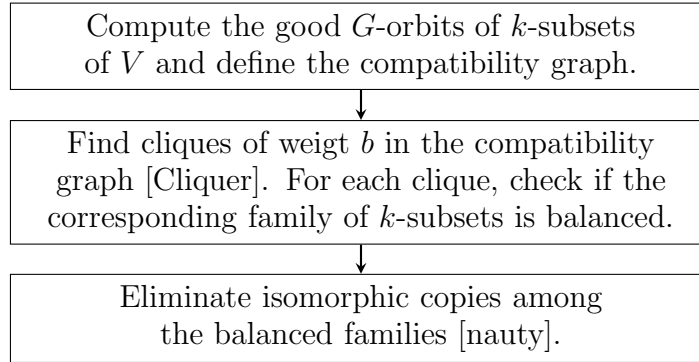 Compute the good G-orbits of k-subsets
of V and define the compatibility graph.
Find cliques of weigt b in the compatibility
graph [Cliquer]. For each clique, check if the
corresponding family of k-subsets is balanced.
Eliminate isomorphic copies among
the balanced families [nauty].